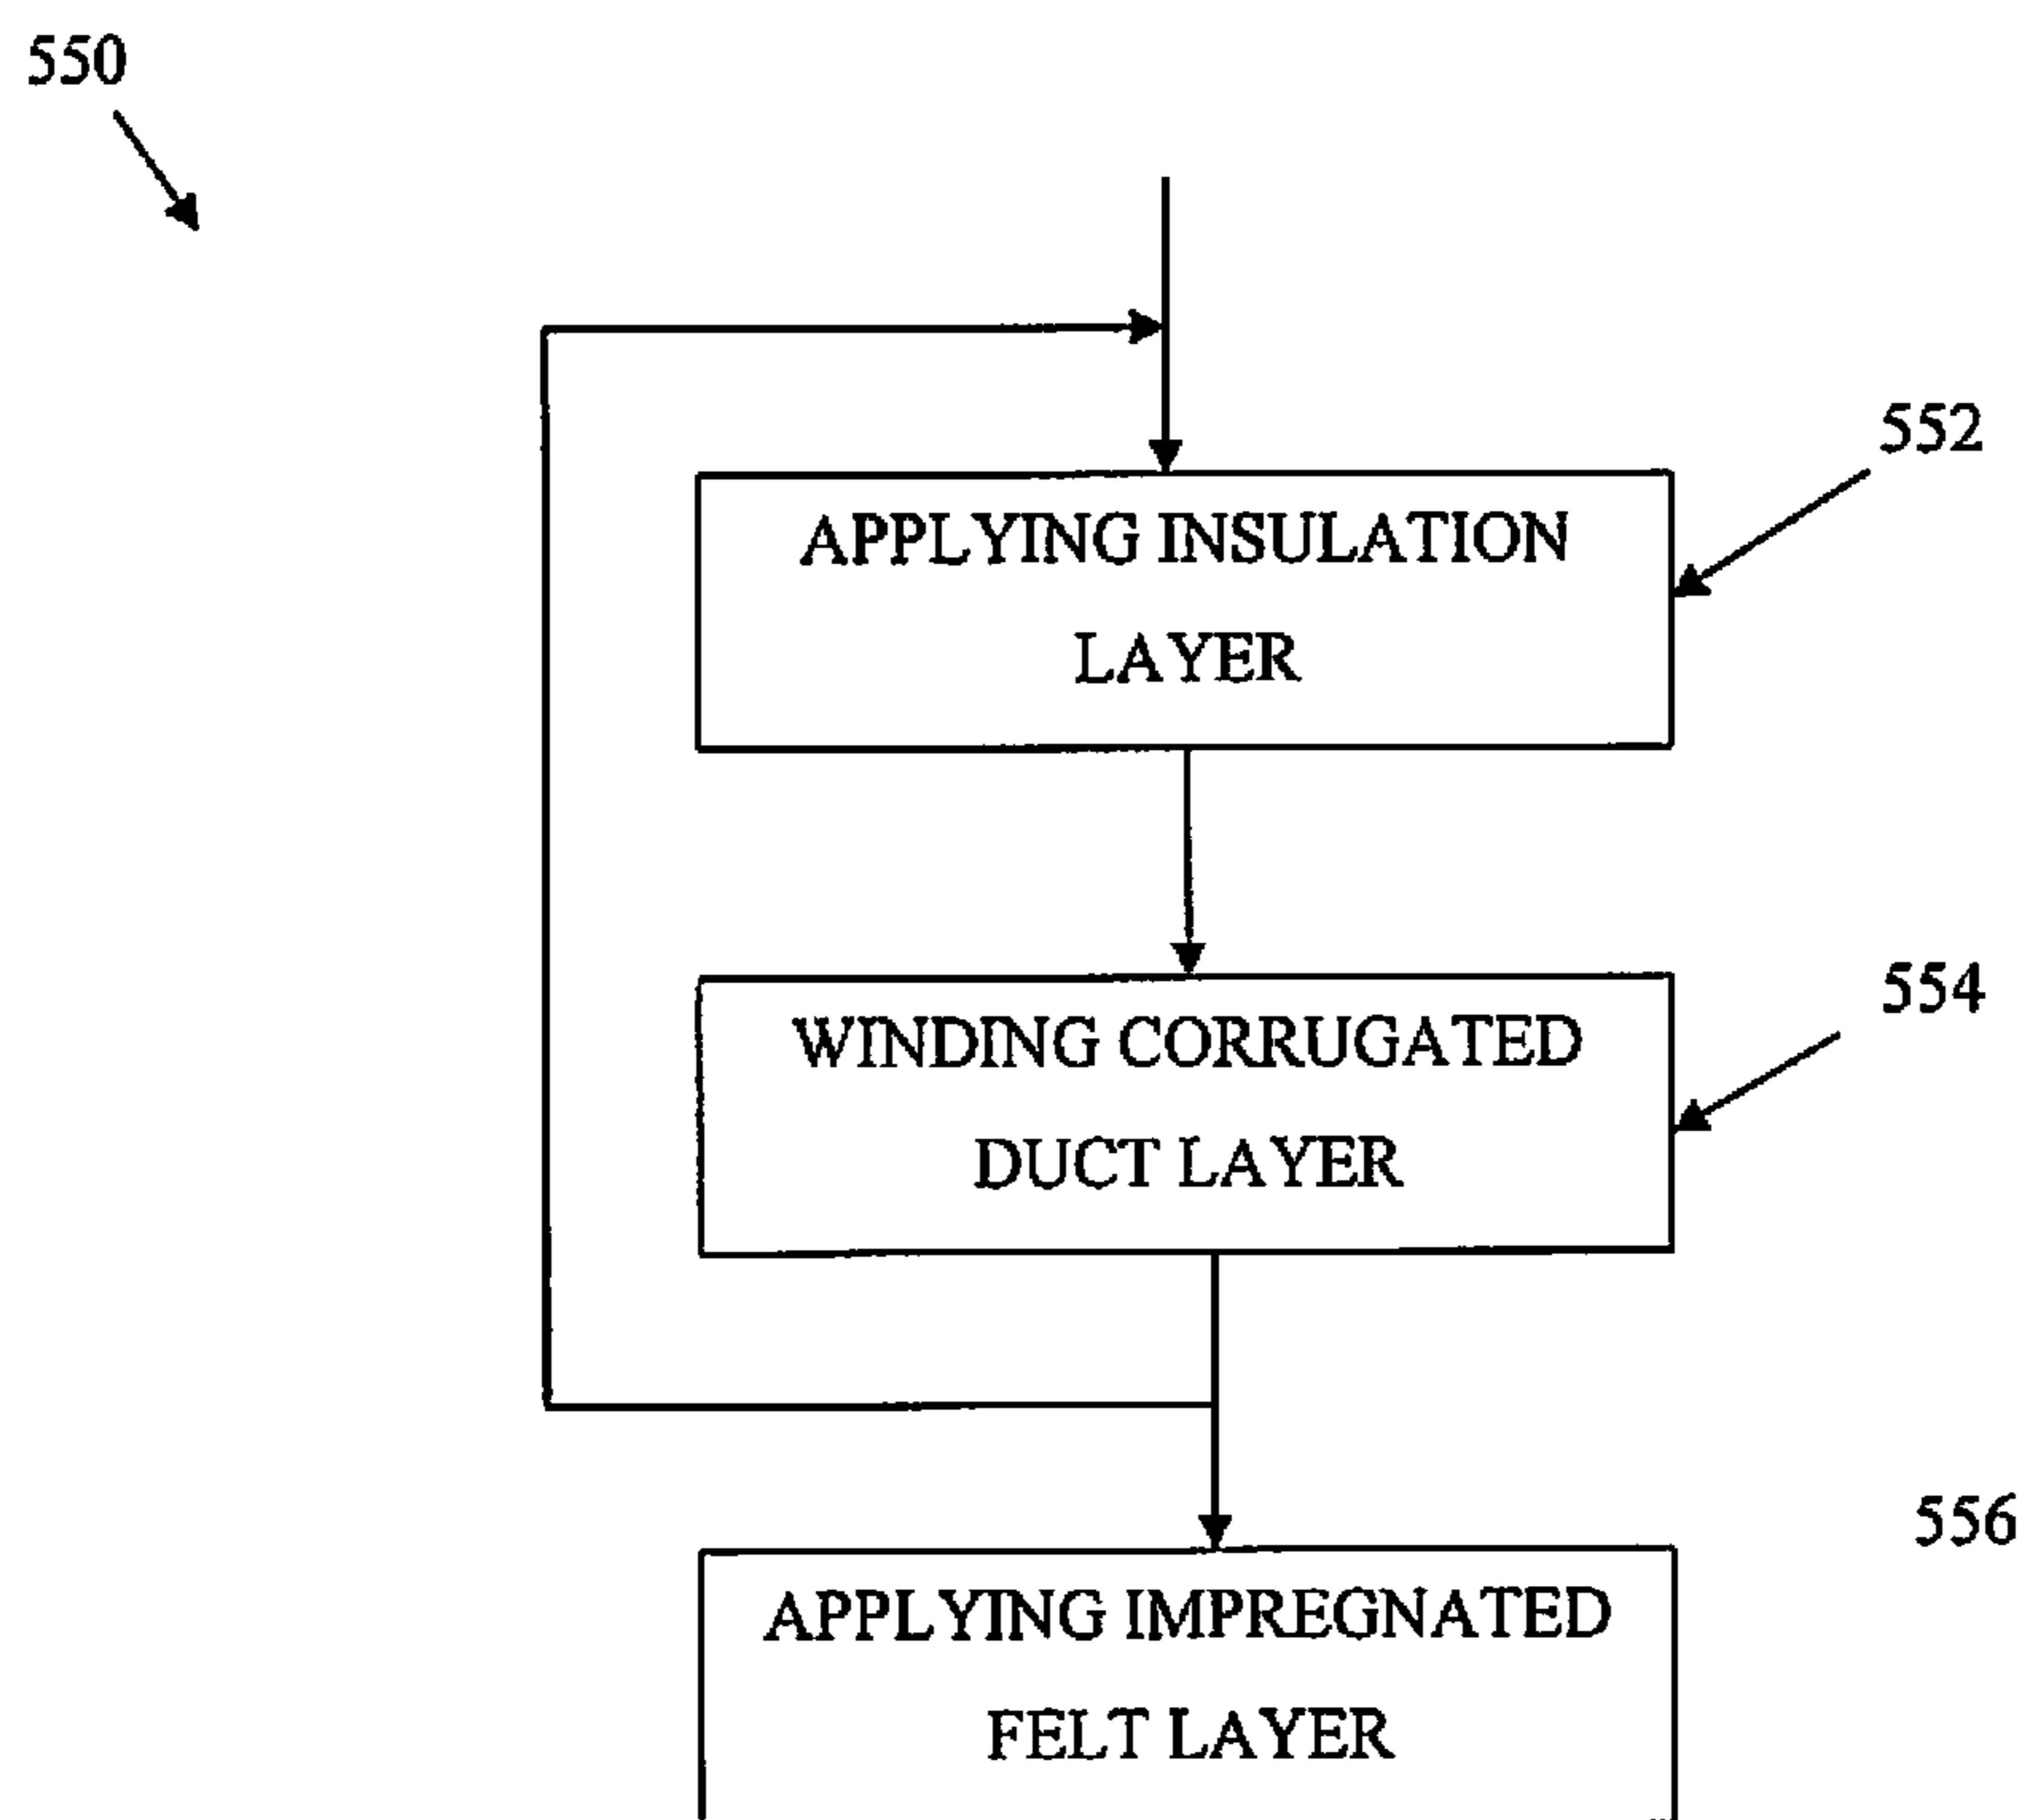 550
552
APPLYING INSULATION
LAYER
554
WINDING CORRUGATED
DUCT LAYER
556
APPLYING IMPREGNATED
FELT LAYER